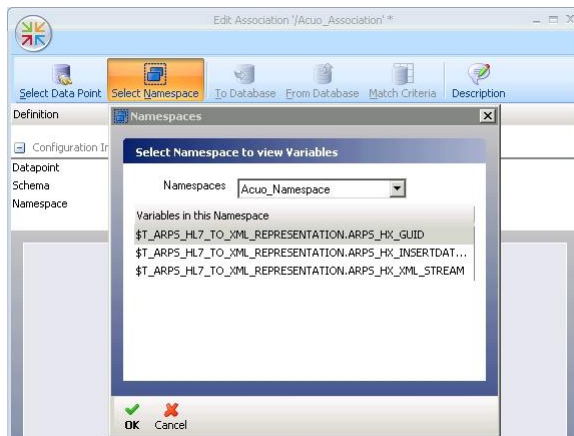 Edit Association '/Acuo_Association' *
Select Data Point
Select Namespace
To Database
From Database
Match Criteria
Description
Definition
Configuration Ir
Datapoint
Schema
Namespace
Namespaces
Select Namespace to view Variables
Namespaces
Acuo_Namespace
Variables in this Namespace
$T_ARPS_HL7_TO_XML_REPRESENTATION.ARPS_HX_GUID
$T_ARPS_HL7_TO_XML_REPRESENTATION.ARPS_HX_INSERTDAT...
$T_ARPS_HL7_TO_XML_REPRESENTATION.ARPS_HX_XML_STREAM
OK
Cancel